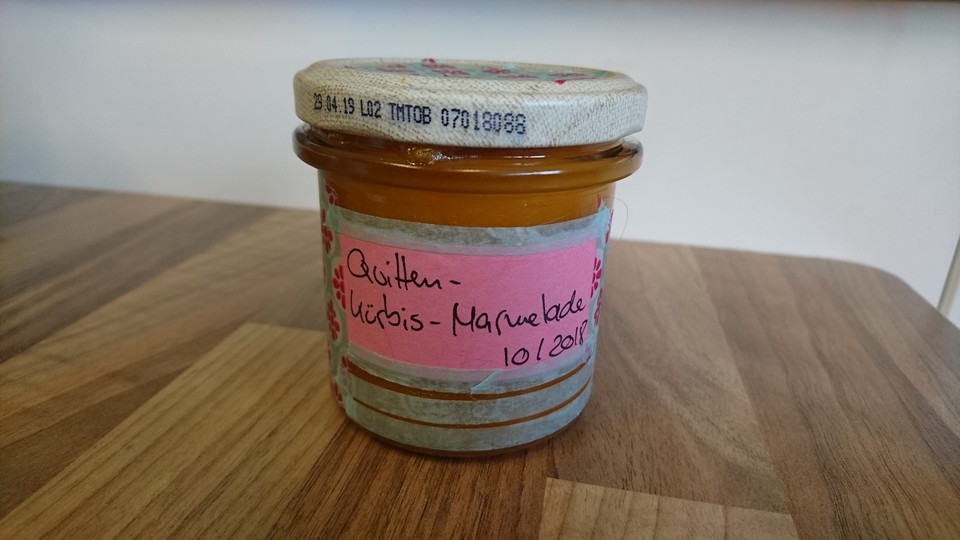 29.04.19 L02 TMTOB 07018088
Quitten-
Kürbis-Marmelade
10/2018